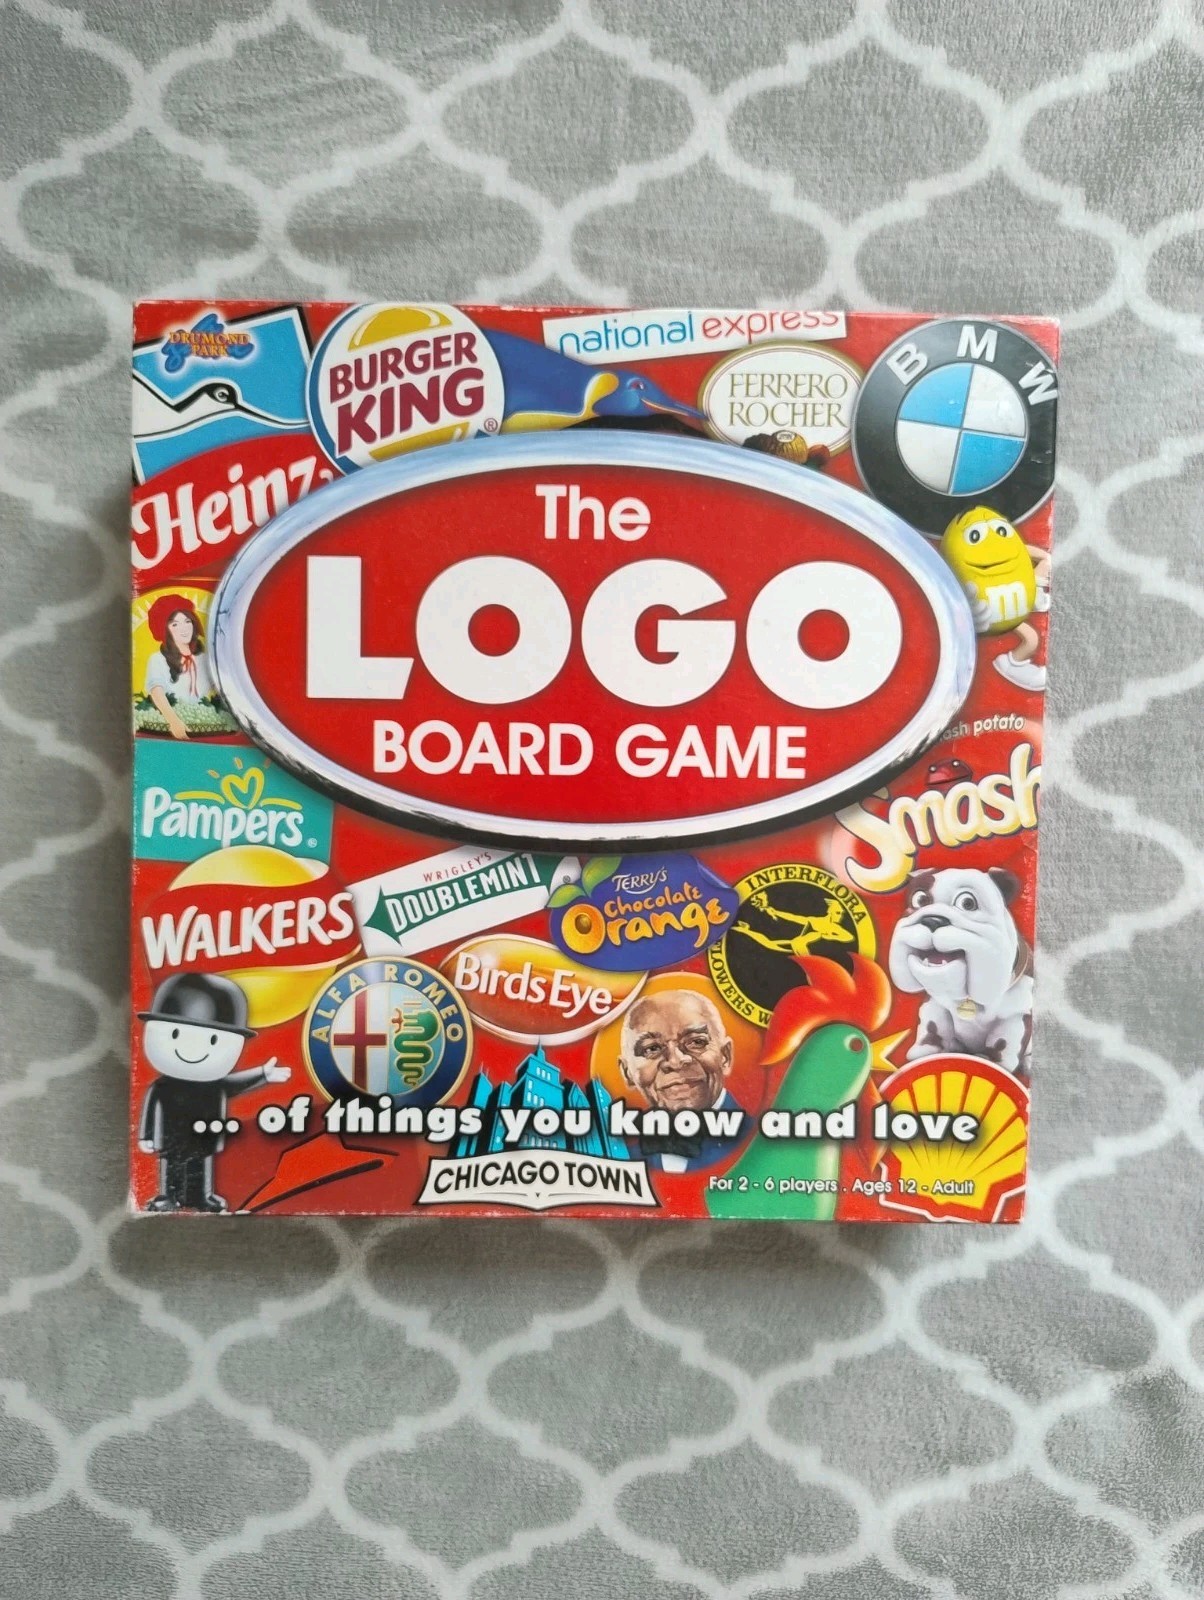 DRUMOND
PARK
BURGER
KING
®
national express
FERRERO
ROCHER
BMW
Heinz
The
LOGO
BOARD GAME
m
potato
Smash
Pampers®
WALKERS
WRIGLEY'S
DOUBLEMINT®
TERRY'S
Chocolate
Orange
INTERFLORA
ALFA ROMEO
Birds Eye
... of things you know and love
CHICAGO TOWN
For 2 - 6 players . Ages 12 - Adult